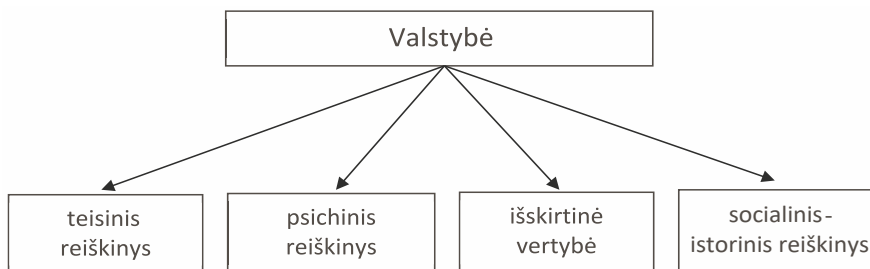 Valstybė
teisinis
reiškinys
psichinis
reiškinys
išskirtinė
vertybė
socialinis-
istorinis reiškinys